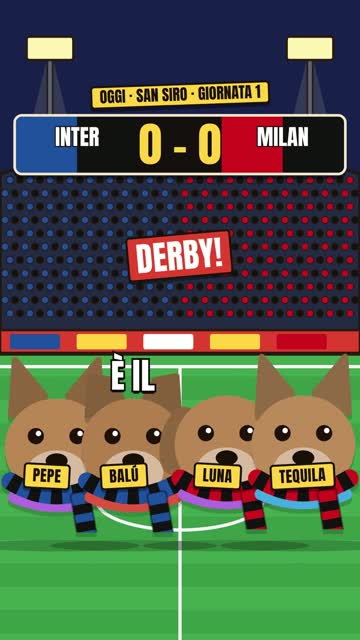 OGGI · SAN SIRO · GIORNATA 1
INTER 0 - 0 MILAN
DERBY!
È IL
PEPE BALÚ LUNA TEQUILA